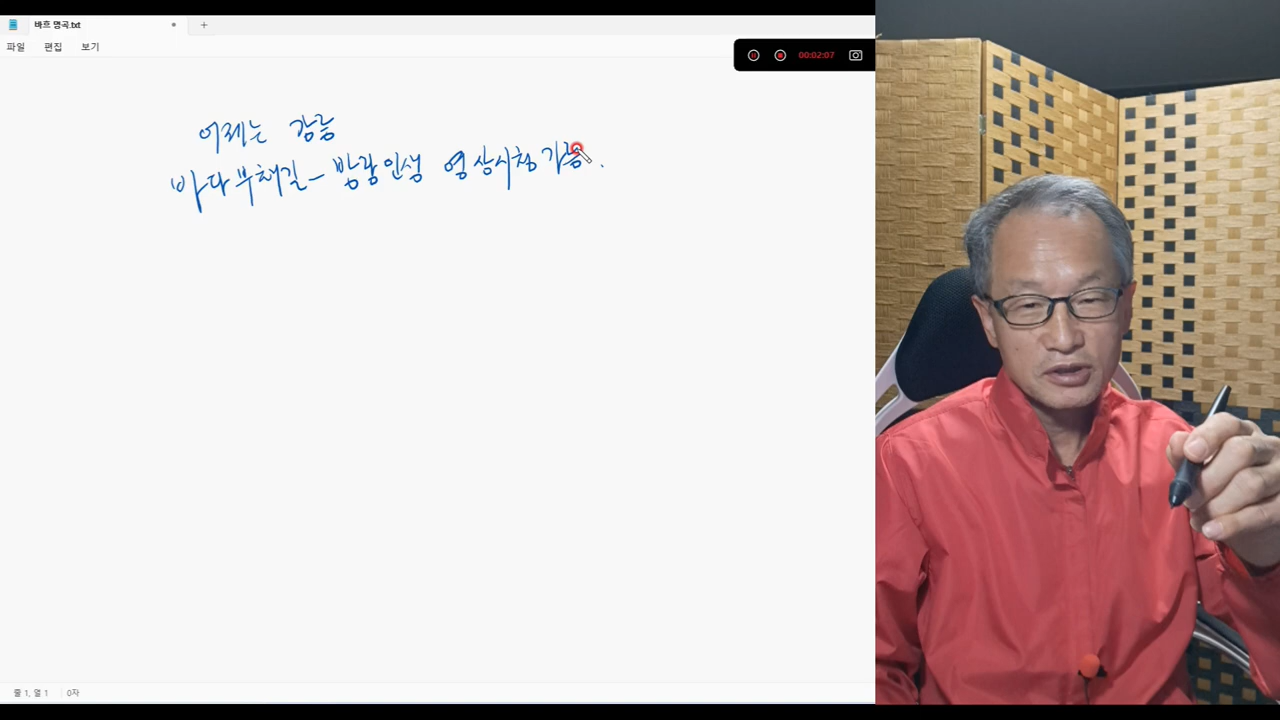 바흐 명곡.txt
파일 편집 보기
00:02:07
어제는 강릉
바다부채길 - 방랑인생 영상시청 가능.
줄 1, 열 1 0자